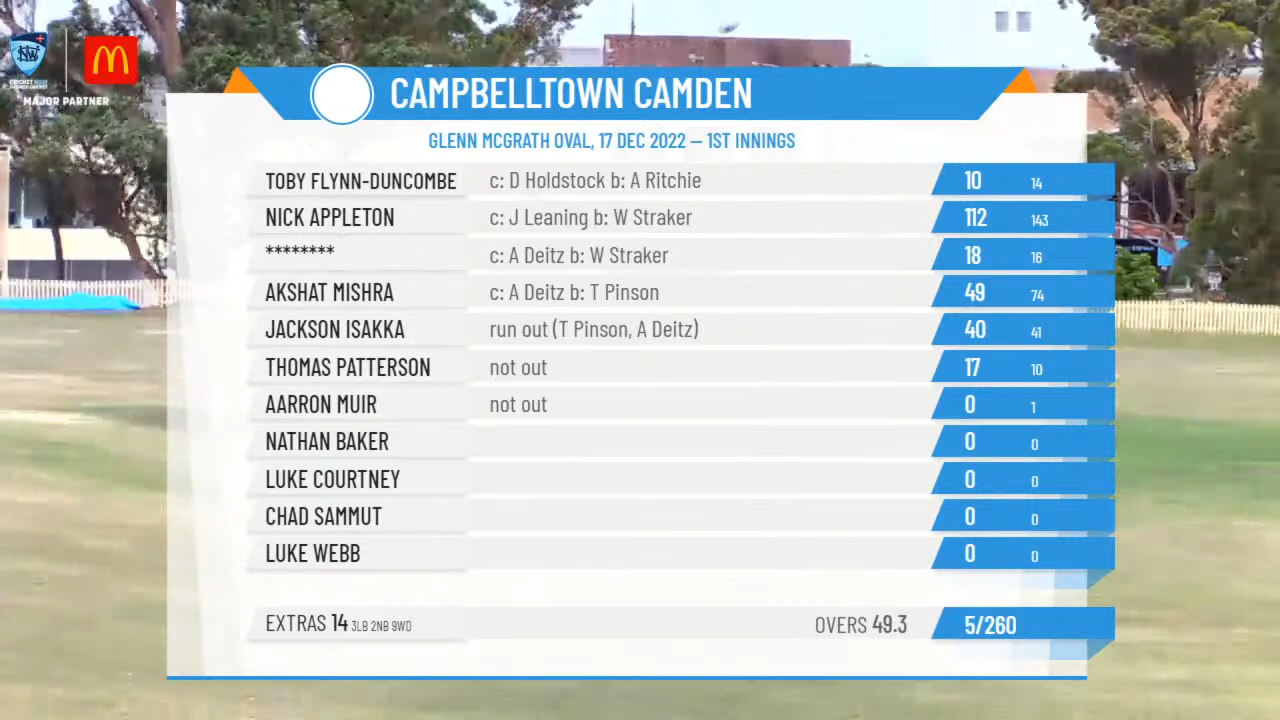 CRICKET NSW
PREMIER CRICKET
MAJOR PARTNER
CAMPBELLTOWN CAMDEN
GLENN MCGRATH OVAL, 17 DEC 2022 – 1ST INNINGS
TOBY FLYNN-DUNCOMBE c: D Holdstock b: A Ritchie 10 14
NICK APPLETON c: J Leaning b: W Straker 112 143
******** c: A Deitz b: W Straker 18 16
AKSHAT MISHRA c: A Deitz b: T Pinson 49 74
JACKSON ISAKKA run out (T Pinson, A Deitz) 40 41
THOMAS PATTERSON not out 17 10
AARRON MUIR not out 0 1
NATHAN BAKER 0 0
LUKE COURTNEY 0 0
CHAD SAMMUT 0 0
LUKE WEBB 0 0
EXTRAS 14 3LB 2NB 9WD OVERS 49.3 5/260